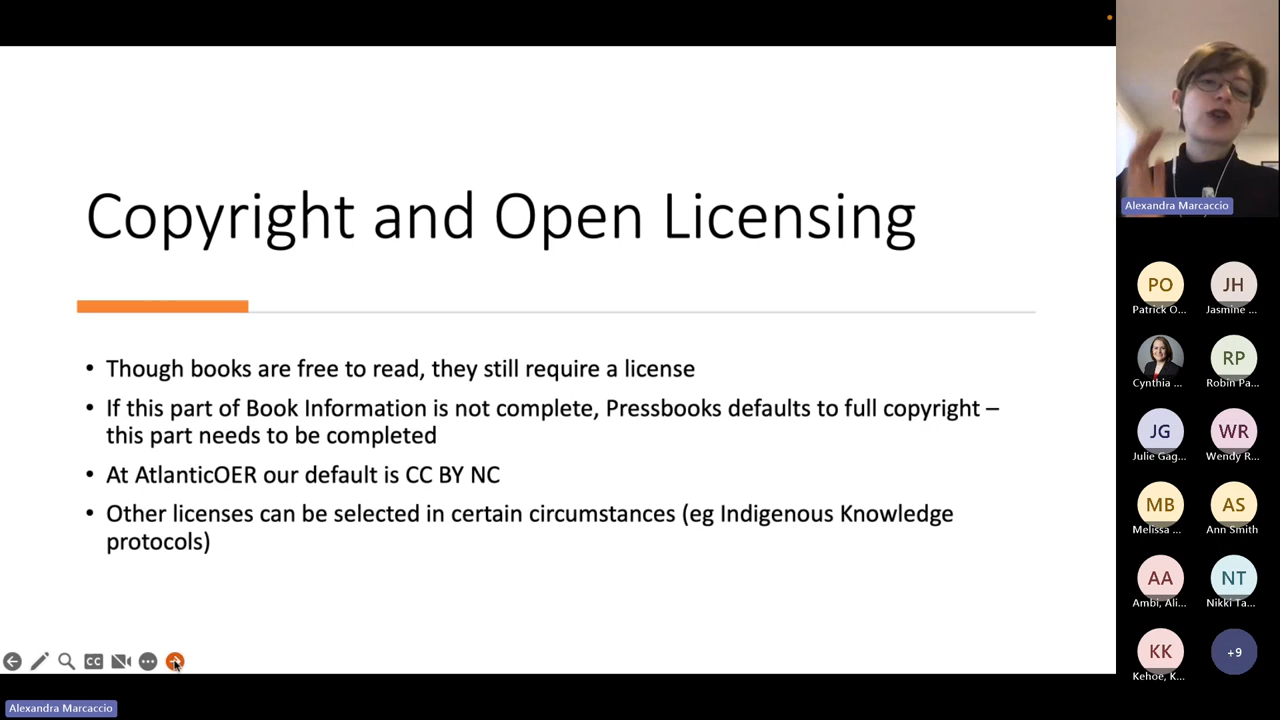 Copyright and Open Licensing
• Though books are free to read, they still require a license
• If this part of Book Information is not complete, Pressbooks defaults to full copyright –
this part needs to be completed
• At AtlanticOER our default is CC BY NC
• Other licenses can be selected in certain circumstances (eg Indigenous Knowledge
protocols)
CC
Alexandra Marcaccio
Alexandra Marcaccio
PO
JH
Patrick O...
Jasmine ...
RP
Cynthia ...
Robin Pa...
JG
WR
Julie Gag...
Wendy R...
MB
AS
Melissa ...
Ann Smith
AA
NT
Ambi, Ali...
Nikki Ta...
KK
+9
Kehoe, K...